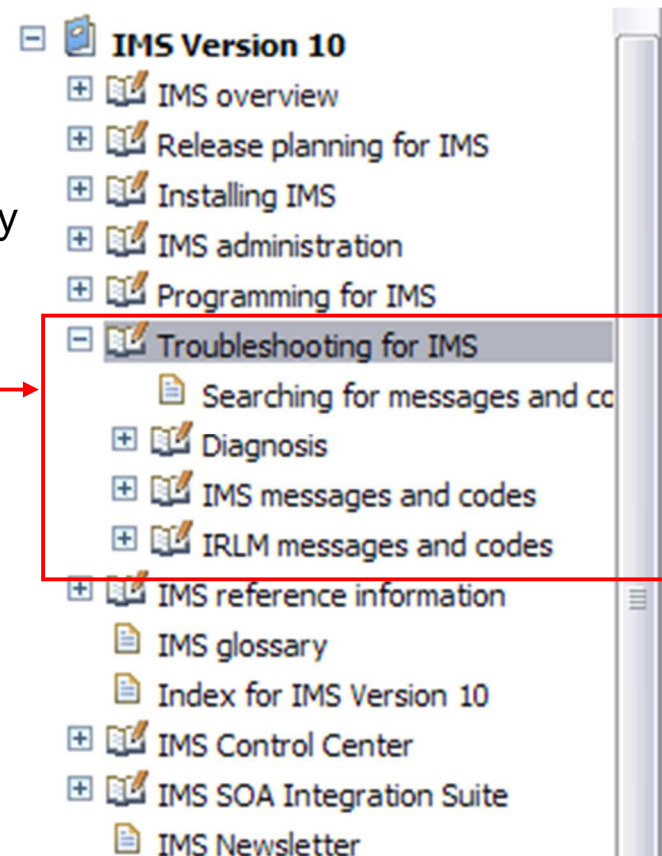 IMS Version 10
IMS overview
Release planning for IMS
Installing IMS
y
IMS administration
Programming for IMS
Troubleshooting for IMS
Searching for messages and co
Diagnosis
IMS messages and codes
IRLM messages and codes
IMS reference information
IMS glossary
Index for IMS Version 10
IMS Control Center
IMS SOA Integration Suite
IMS Newsletter